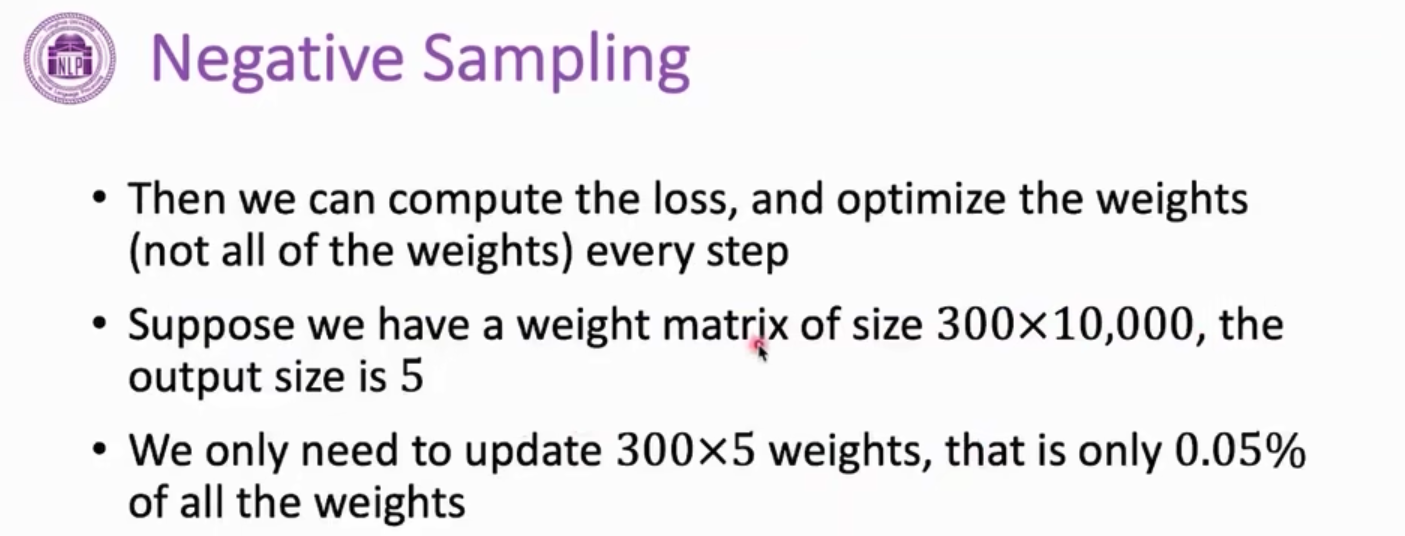 NLP
Negative Sampling
• Then we can compute the loss, and optimize the weights
(not all of the weights) every step
• Suppose we have a weight matrix of size 300×10,000, the
output size is 5
• We only need to update 300×5 weights, that is only 0.05%
of all the weights